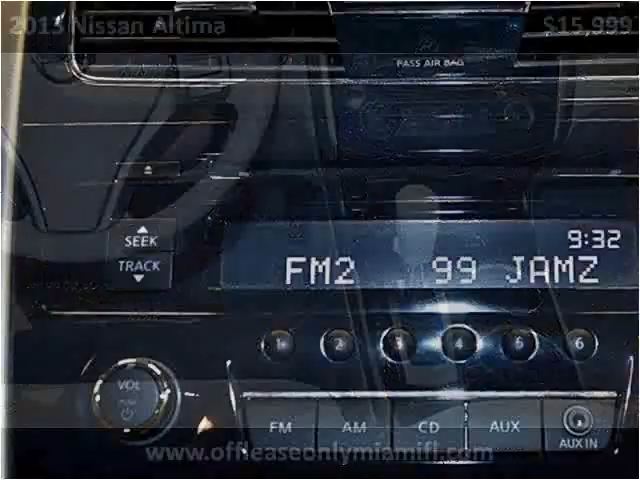 2013 Nissan Altima $15,999
PASS AIR BAG
SEEK
TRACK
9:32
FM2 99 JAMZ
1 2 3 4 5 6
VOL
FM AM CD AUX
AUX IN
www.offleaseonlymiamifl.com